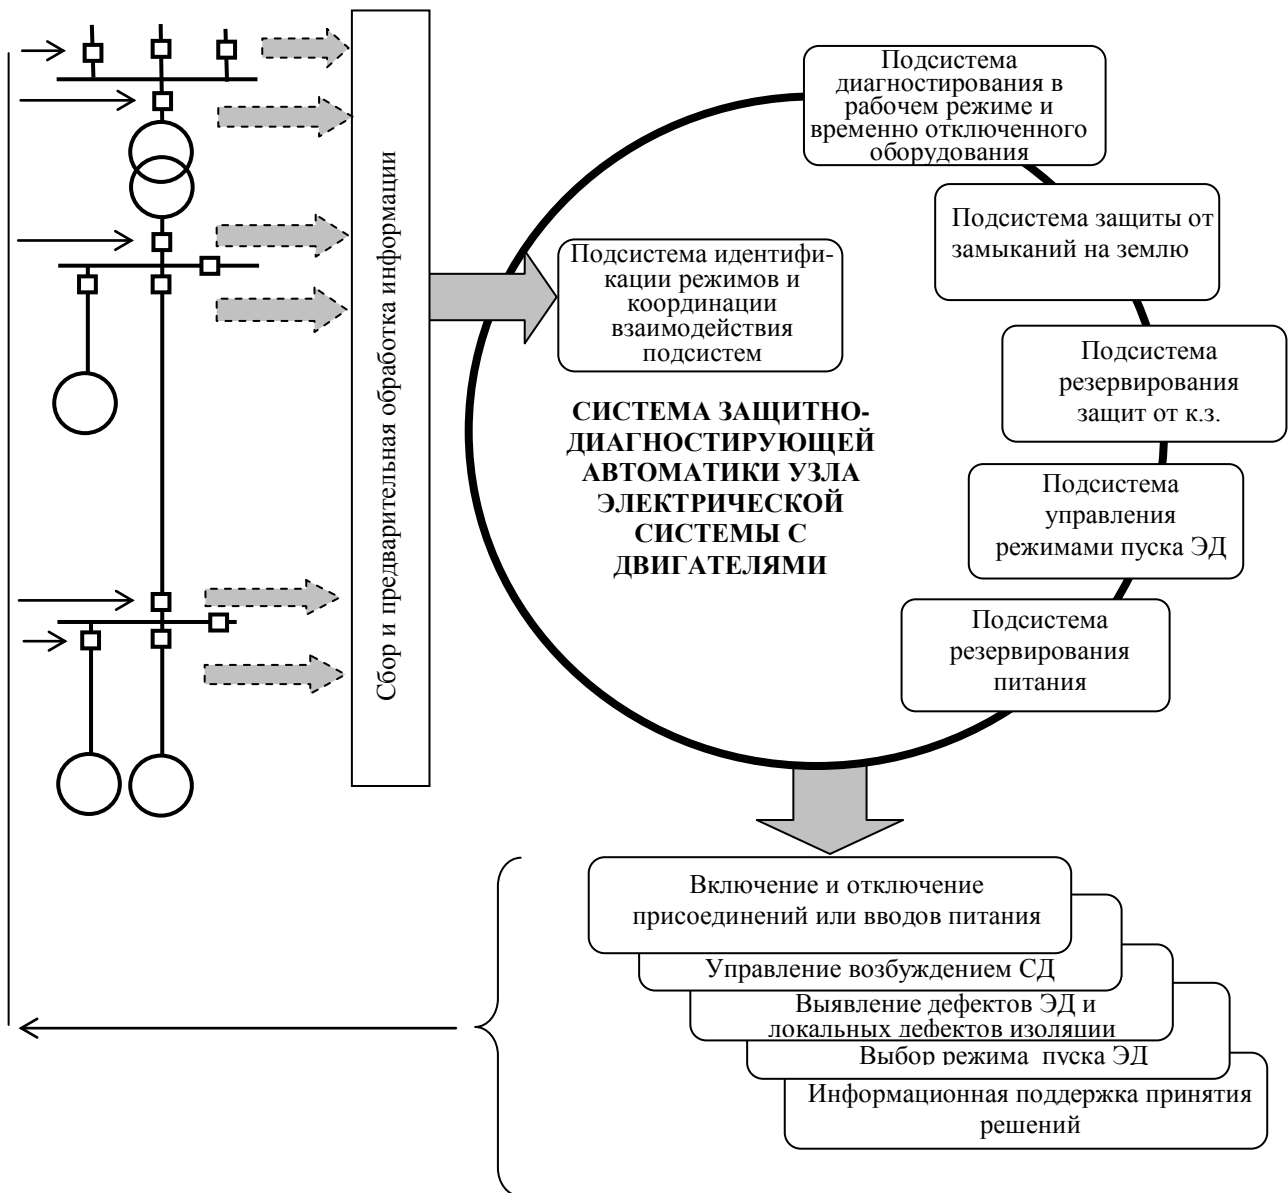 Сбор и предварительная обработка информации
Подсистема
диагностирования в
рабочем режиме и
временно отключенного
оборудования
Подсистема защиты от
замыканий на землю
Подсистема идентифи-
кации режимов и
координации
взаимодействия
подсистем
Подсистема
резервирования
защит от к.з.
СИСТЕМА ЗАЩИТНО-
ДИАГНОСТИРУЮЩЕЙ
АВТОМАТИКИ УЗЛА
ЭЛЕКТРИЧЕСКОЙ
СИСТЕМЫ С
ДВИГАТЕЛЯМИ
Подсистема
управления
режимами пуска ЭД
Подсистема
резервирования
питания
Включение и отключение
присоединений или вводов питания
Управление возбуждением СД
Выявление дефектов ЭД и
локальных дефектов изоляции
Выбор режима пуска ЭД
Информационная поддержка принятия
решений